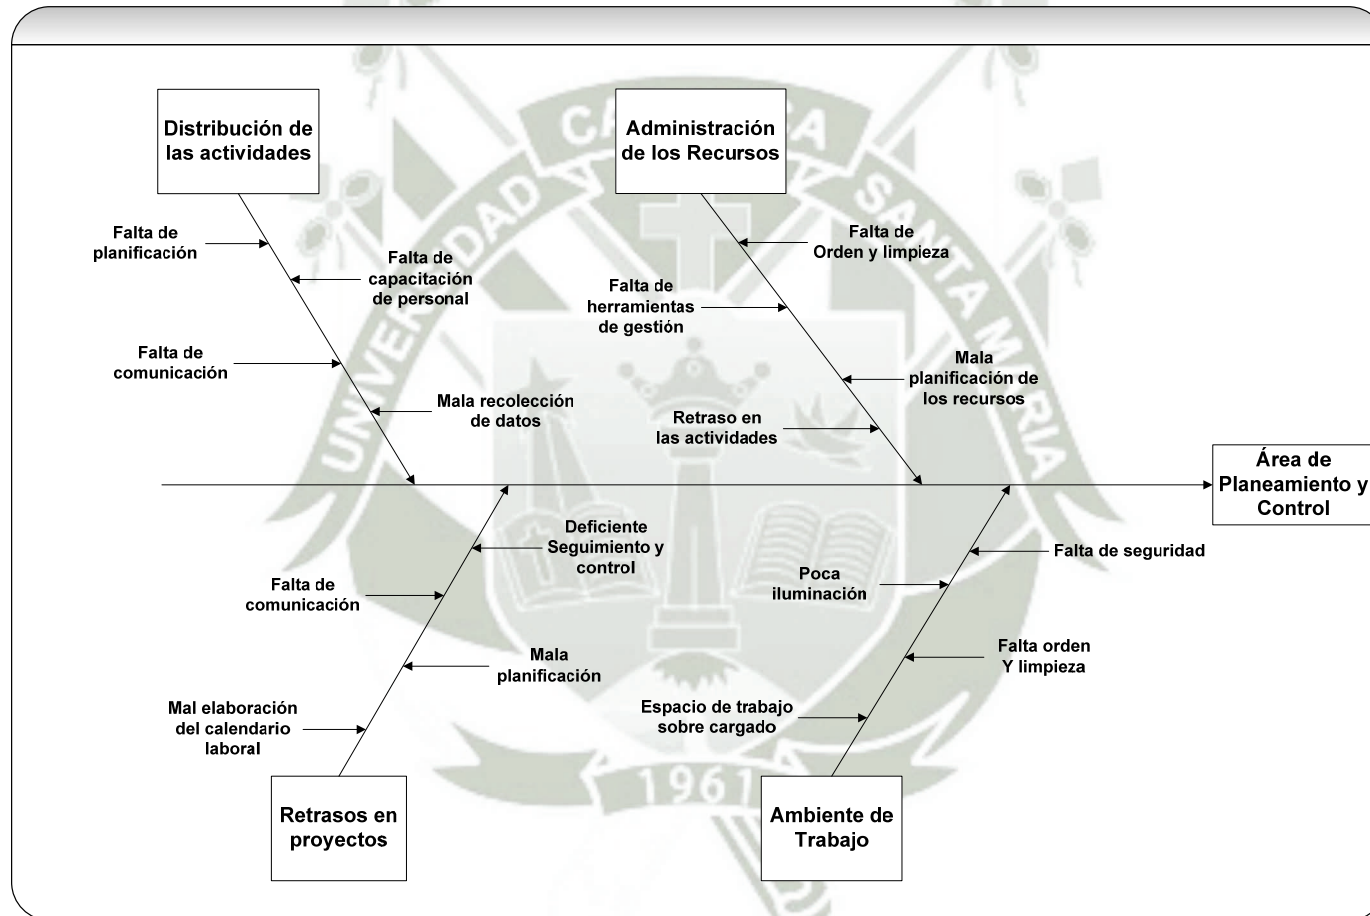 Distribución de
las actividades
Administración
de los Recursos
Falta de
planificación
Falta de
capacitación
de personal
Falta de
comunicación
Mala recolección
de datos
Falta de
Orden y limpieza
Falta de
herramientas
de gestión
Mala
planificación de
los recursos
Retraso en
las actividades
Área de
Planeamiento y
Control
Deficiente
Seguimiento y
control
Falta de
comunicación
Mala
planificación
Mal elaboración
del calendario
laboral
Retrasos en
proyectos
Falta de seguridad
Poca
iluminación
Falta orden
Y limpieza
Espacio de trabajo
sobre cargado
Ambiente de
Trabajo
UNIVERSIDAD
SANTA MARIA
1961